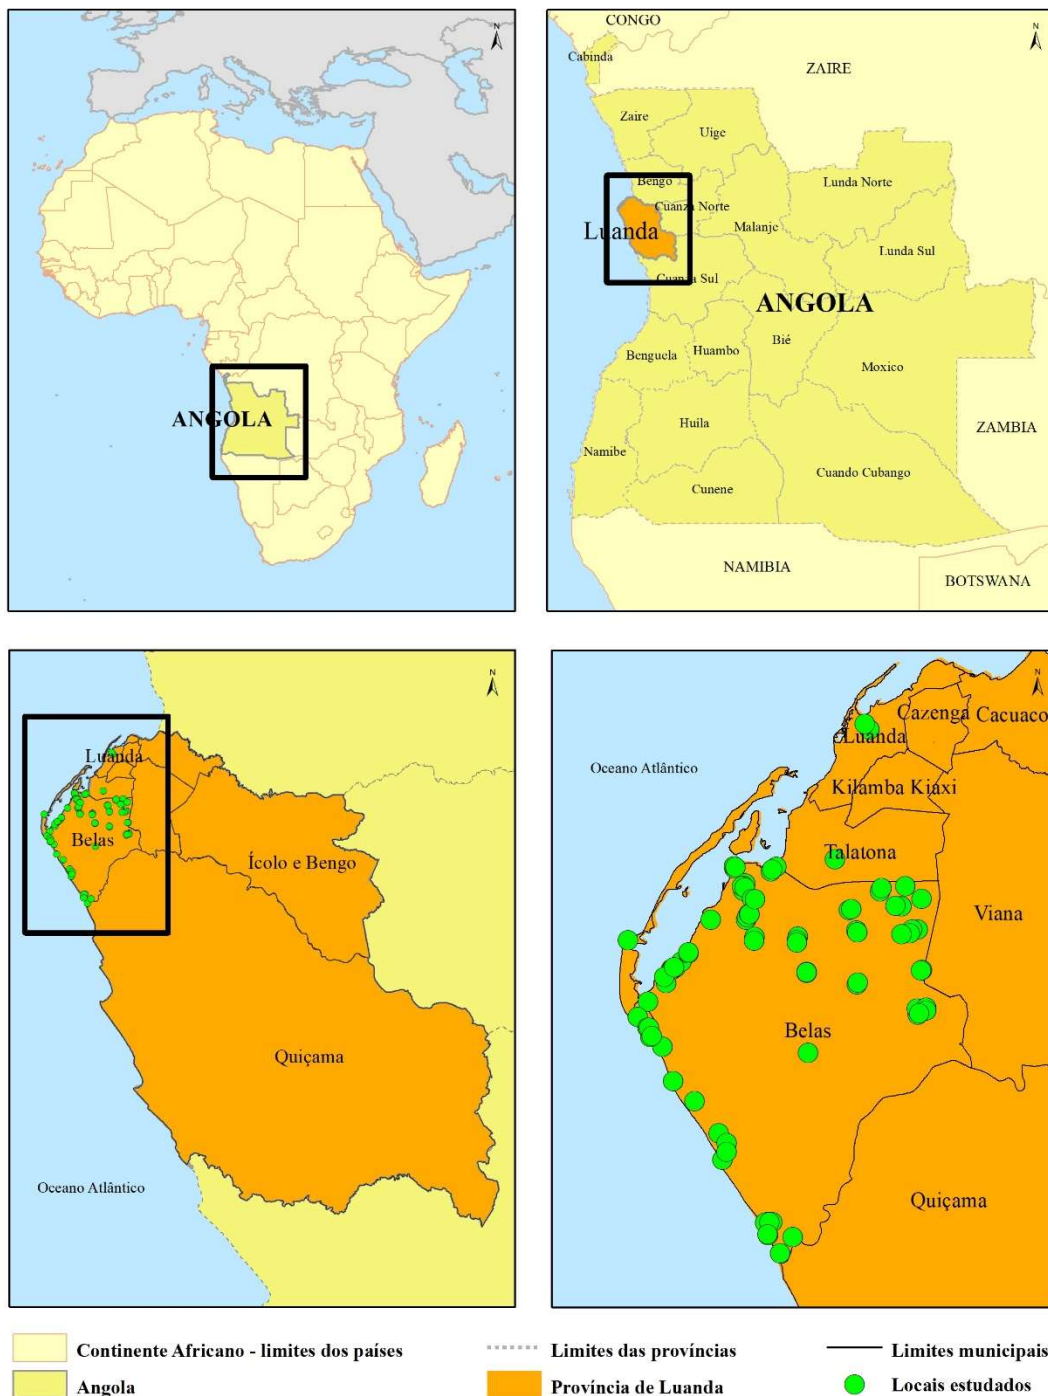 N
ANGOLA
N
CONGO
Cabinda
ZAIRE
Zaire
Uige
Bengo
Lunda Norte
Cuanza Norte
Luanda
Malanje
Lunda Sul
Cuanza Sul
ANGOLA
Bié
Huambo
Benguela
Moxico
Huila
ZAMBIA
Namibe
Cuando Cubango
Cunene
NAMIBIA
BOTSWANA
N
Luanda
Belas
Ícolo e Bengo
Quiçama
Oceano Atlântico
N
Cazenga
Cacuaco
Luanda
Oceano Atlântico
Kilamba Kiaxi
Talatona
Viana
Belas
Quiçama
Continente Africano - limites dos países
Limites das províncias
Limites municipais
Angola
Província de Luanda
Locais estudados